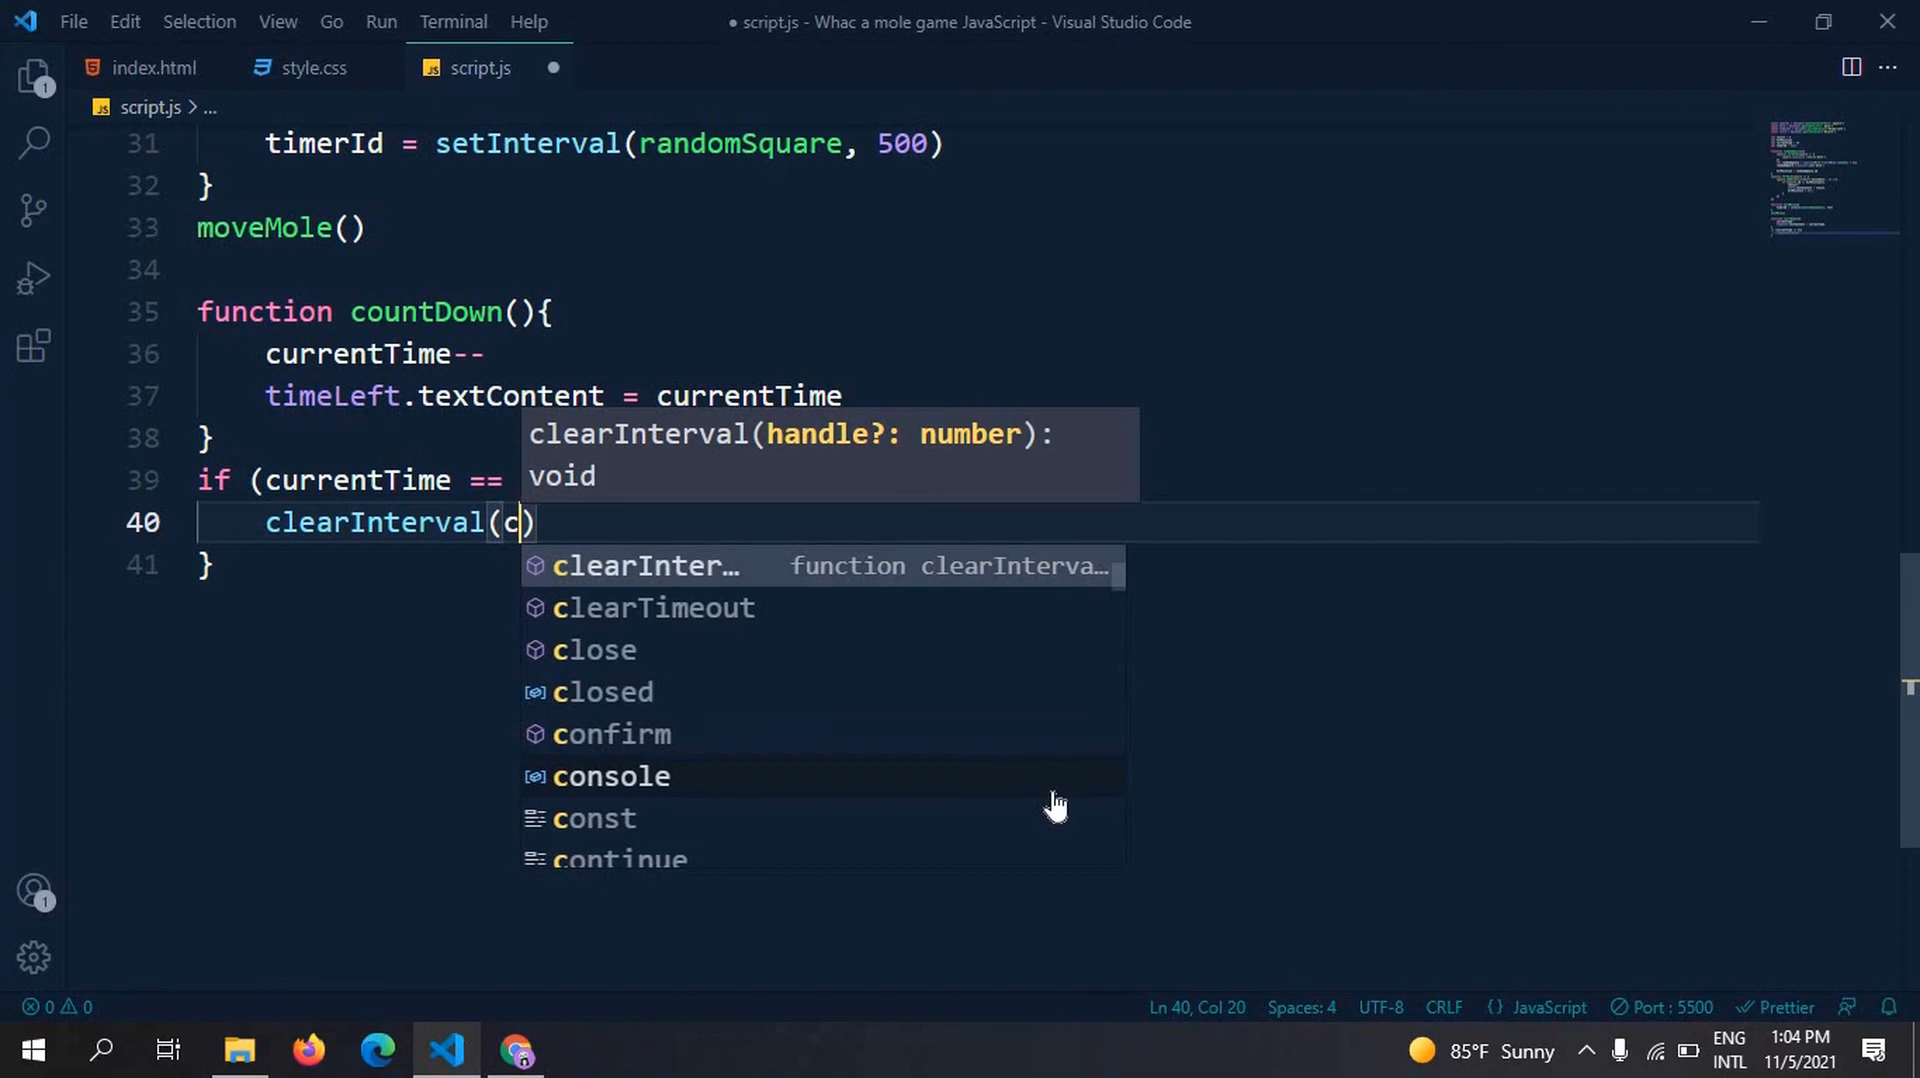 File Edit Selection View Go Run Terminal Help ● script.js - Whac a mole game JavaScript - Visual Studio Code
index.html style.css JS script.js
JS script.js > ...
31 timerId = setInterval(randomSquare, 500)
32 }
33 moveMole()
34
35 function countDown(){
36 currentTime--
37 timeLeft.textContent = currentTime
38 }
clearInterval(handle?: number):
39 if (currentTime ==
void
40 clearInterval(c)
41 }
clearInter... function clearInterva...
clearTimeout
close
closed
confirm
console
const
continue
0 0 Ln 40, Col 20 Spaces: 4 UTF-8 CRLF {} JavaScript Port : 5500 Prettier
85°F Sunny ENG 1:04 PM
INTL 11/5/2021